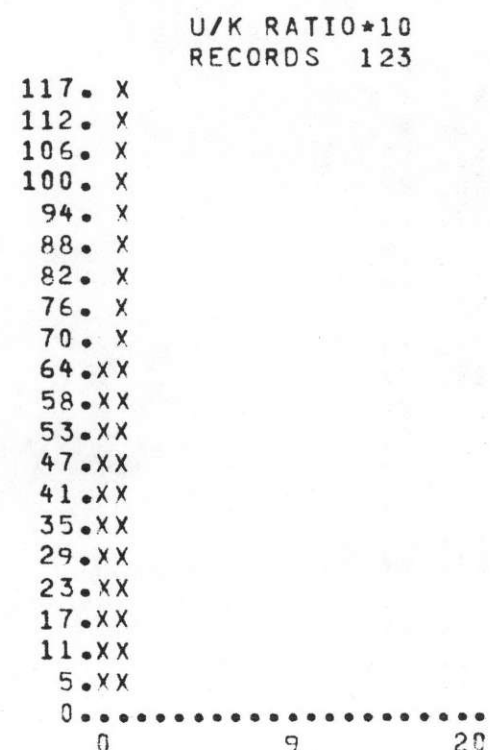 U/K RATIO*10
RECORDS 123
117. X
112. X
106. X
100. X
94. X
88. X
82. X
76. X
70. X
64.XX
58.XX
53.XX
47.XX
41.XX
35.XX
29.XX
23.XX
17.XX
11.XX
5.XX
0......................
0 9 20